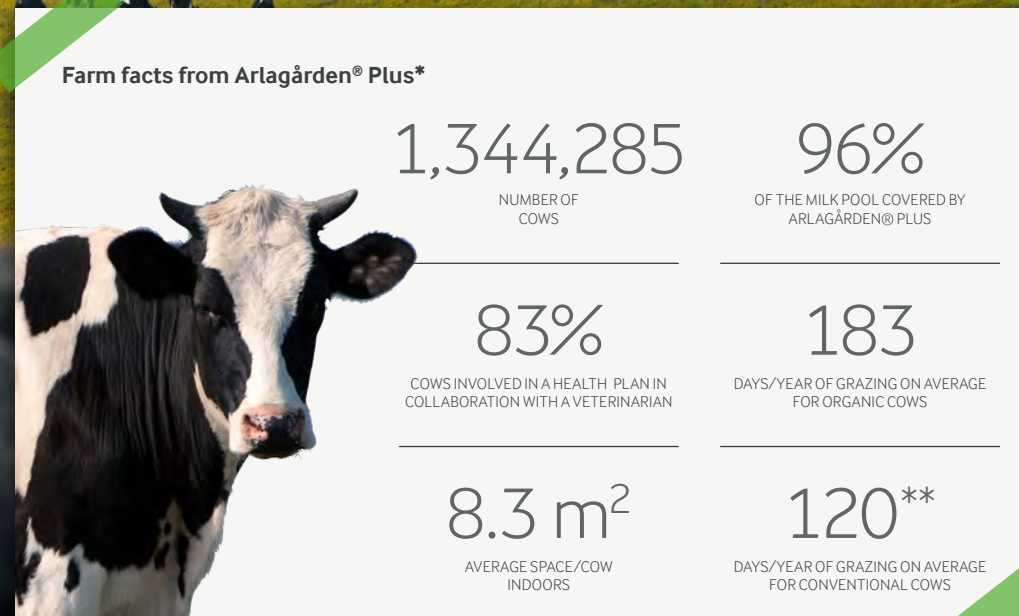 Farm facts from Arlagården® Plus*
1,344,285
NUMBER OF
COWS
96%
OF THE MILK POOL COVERED BY
ARLAGÅRDEN® PLUS
83%
COWS INVOLVED IN A HEALTH PLAN IN
COLLABORATION WITH A VETERINARIAN
183
DAYS/YEAR OF GRAZING ON AVERAGE
FOR ORGANIC COWS
8.3 m²
AVERAGE SPACE/COW
INDOORS
120**
DAYS/YEAR OF GRAZING ON AVERAGE
FOR CONVENTIONAL COWS